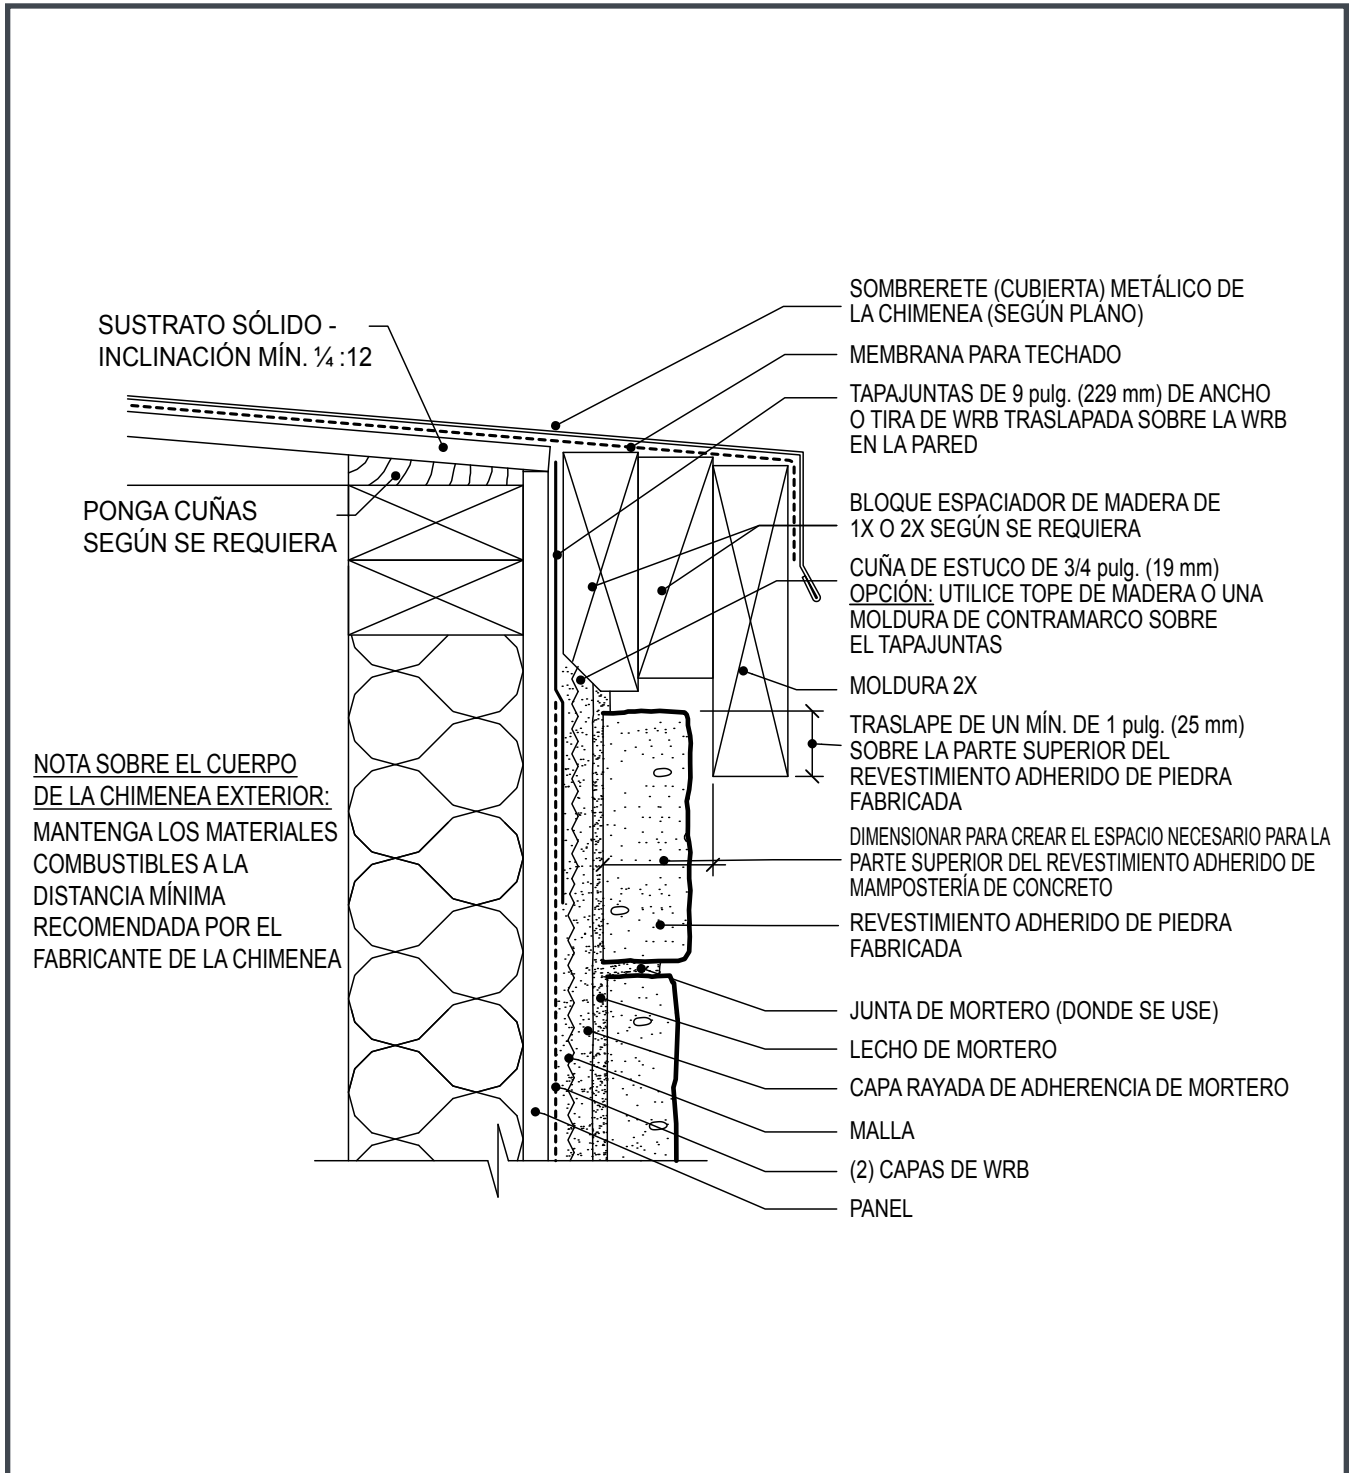 SUSTRATO SÓLIDO -
INCLINACIÓN MÍN. ¼ :12
PONGA CUÑAS
SEGÚN SE REQUIERA
NOTA SOBRE EL CUERPO
DE LA CHIMENEA EXTERIOR:
MANTENGA LOS MATERIALES
COMBUSTIBLES A LA
DISTANCIA MÍNIMA
RECOMENDADA POR EL
FABRICANTE DE LA CHIMENEA
SOMBRERETE (CUBIERTA) METÁLICO DE
LA CHIMENEA (SEGÚN PLANO)
MEMBRANA PARA TECHADO
TAPAJUNTAS DE 9 pulg. (229 mm) DE ANCHO
O TIRA DE WRB TRASLAPADA SOBRE LA WRB
EN LA PARED
BLOQUE ESPACIADOR DE MADERA DE
1X O 2X SEGÚN SE REQUIERA
CUÑA DE ESTUCO DE 3/4 pulg. (19 mm)
OPCIÓN: UTILICE TOPE DE MADERA O UNA
MOLDURA DE CONTRAMARCO SOBRE
EL TAPAJUNTAS
MOLDURA 2X
TRASLAPE DE UN MÍN. DE 1 pulg. (25 mm)
SOBRE LA PARTE SUPERIOR DEL
REVESTIMIENTO ADHERIDO DE PIEDRA
FABRICADA
DIMENSIONAR PARA CREAR EL ESPACIO NECESARIO PARA LA
PARTE SUPERIOR DEL REVESTIMIENTO ADHERIDO DE
MAMPOSTERÍA DE CONCRETO
REVESTIMIENTO ADHERIDO DE PIEDRA
FABRICADA
JUNTA DE MORTERO (DONDE SE USE)
LECHO DE MORTERO
CAPA RAYADA DE ADHERENCIA DE MORTERO
MALLA
(2) CAPAS DE WRB
PANEL